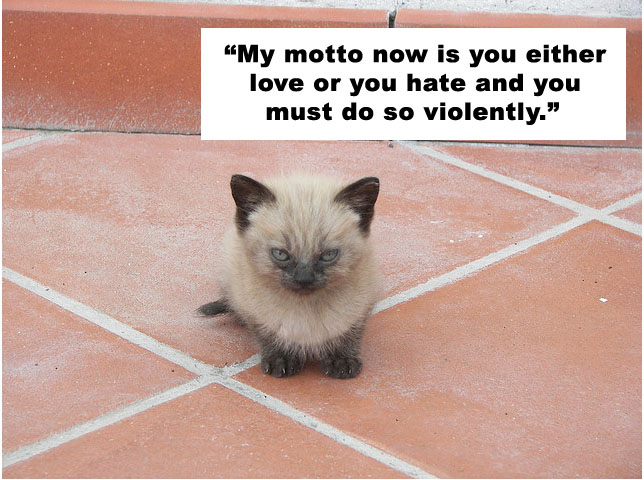 “My motto now is you either
love or you hate and you
must do so violently.”